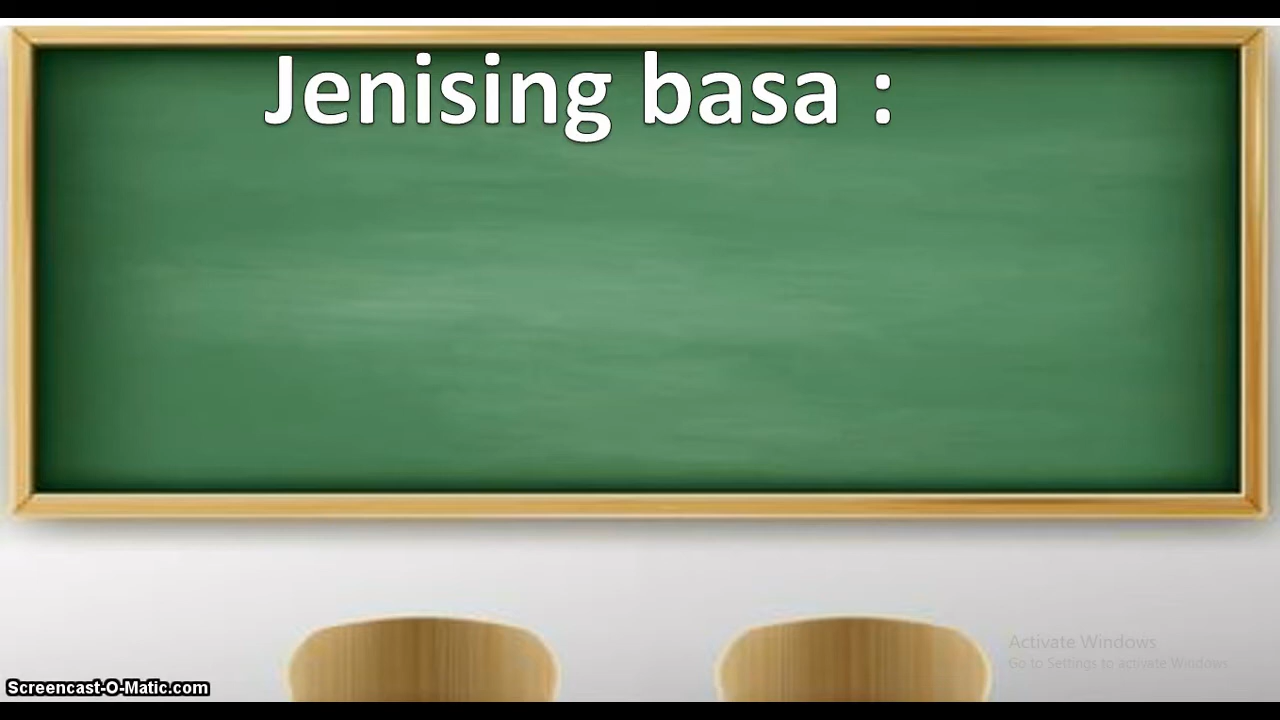 Jenising basa :
Activate Windows
Go to Settings to activate Windows.
Screencast-O-Matic.com